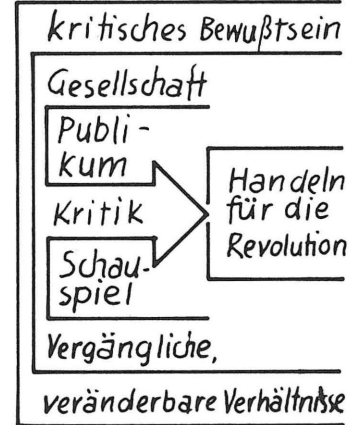 kritisches Bewußtsein
Gesellschaft
Publi-
kum
Kritik
Schau-
spiel
Handeln
für die
Revolution
Vergängliche,
veränderbare Verhältnisse